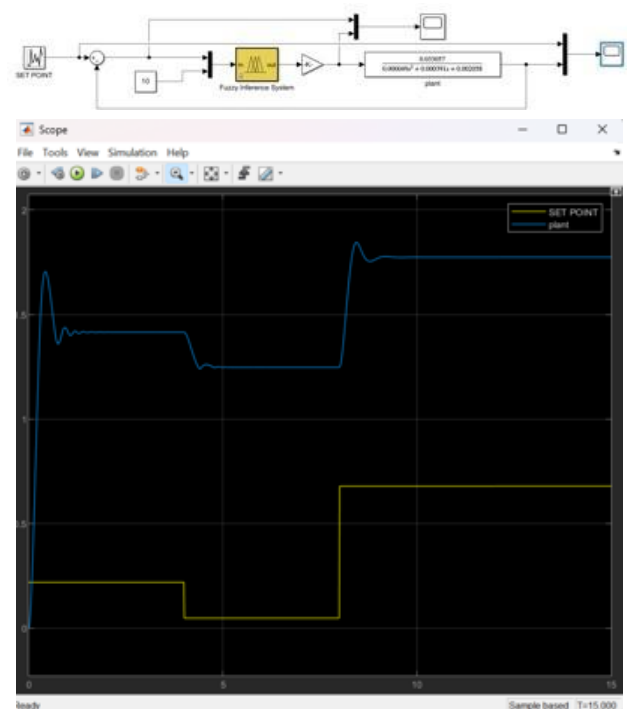 SET POINT
10
Fuzzy Inference System
plant
Scope
File Tools View Simulation Help
SET POINT
plant
2
1.5
1
0.5
0
0 5 10 15
Ready Sample based T=15.000